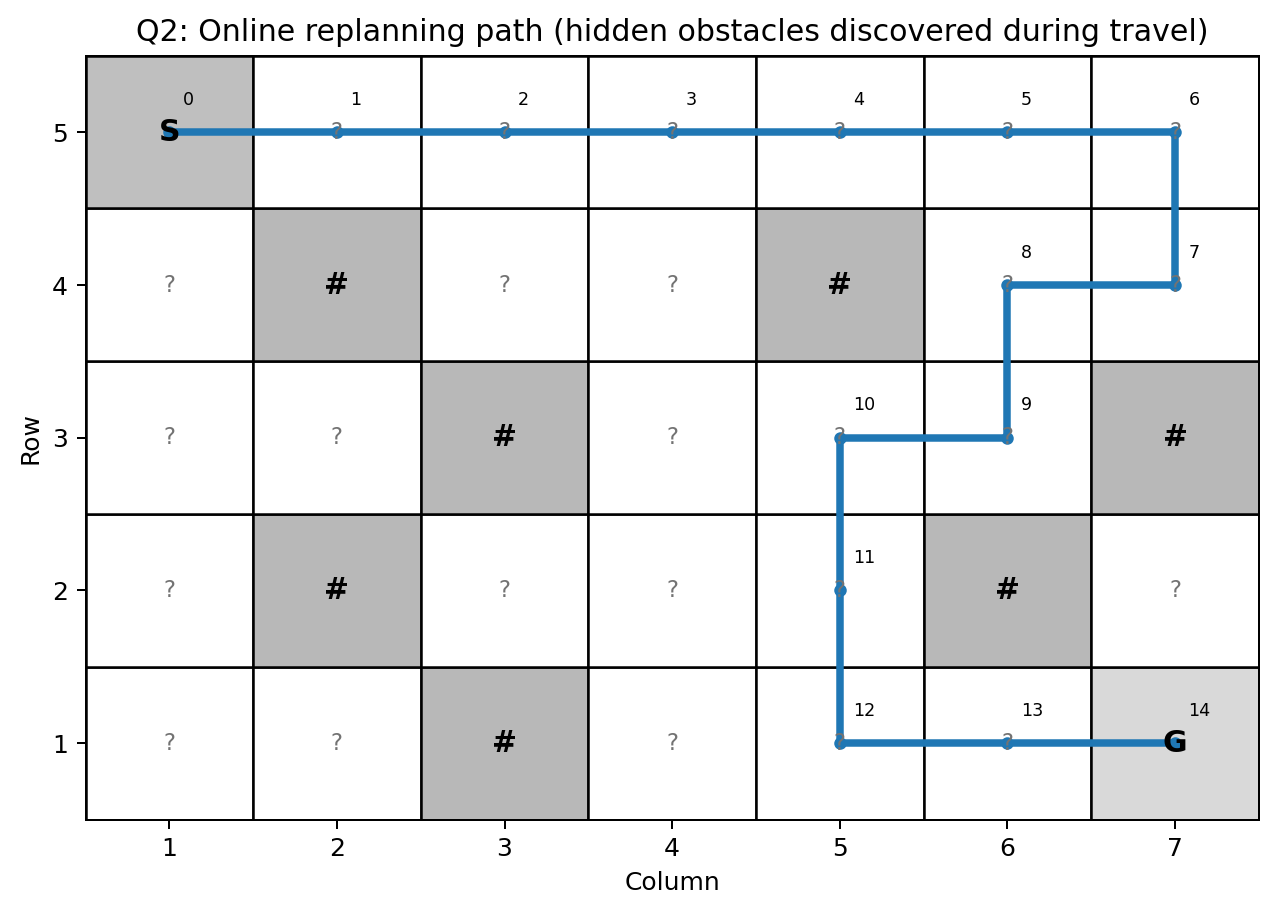 Q2: Online replanning path (hidden obstacles discovered during travel)
0 1 2 3 4 5 6
5 S ? ? ? ? ? ?
8 7
4 ? # ? ? # ? ?
10 9
3 ? ? # ? ? ? #
11
2 ? # ? ? ? # ?
12 13 14
1 ? ? # ? ? ? G
1 2 3 4 5 6 7
Column
Row